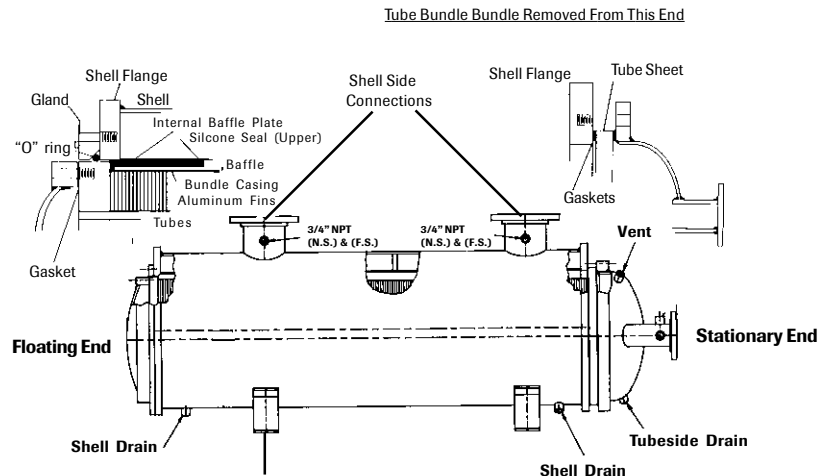 Tube Bundle Bundle Removed From This End
Shell Flange
Gland
Shell
Internal Baffle Plate
Silcone Seal (Upper)
"O" ring
Baffle
Bundle Casing
Aluminum Fins
Tubes
Gasket
Shell Side
Connections
Shell Flange
Tube Sheet
Gaskets
3/4" NPT
(N.S.) & (F.S.)
3/4" NPT
(N.S.) & (F.S.)
Vent
Floating End
Stationary End
Shell Drain
Tubeside Drain
Shell Drain